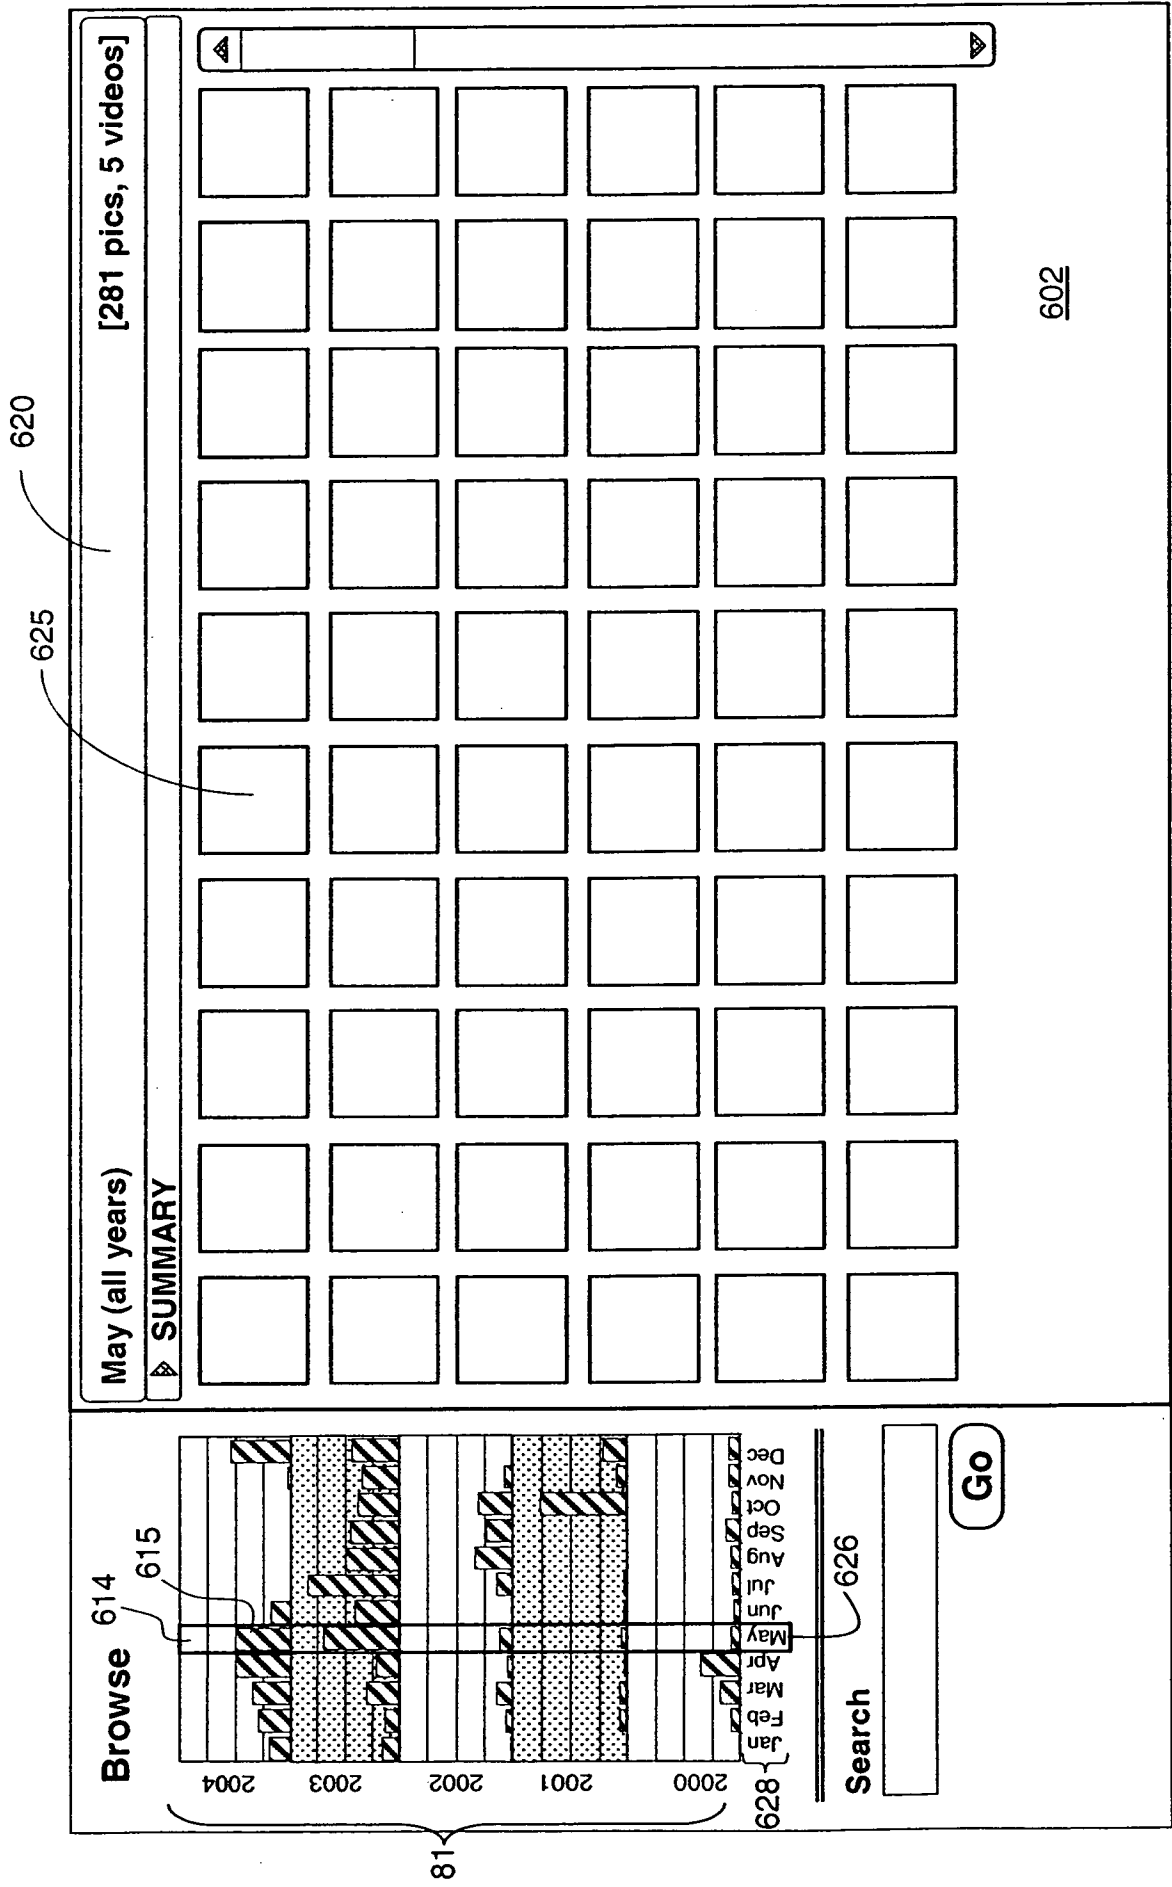 620
625
May (all years) [281 pics, 5 videos]
SUMMARY
602
Browse
614
615
2004
2003
2002
2001
2000
81
Jan Feb Mar Apr May Jun Jul Aug Sep Oct Nov Dec
628
626
Search
Go